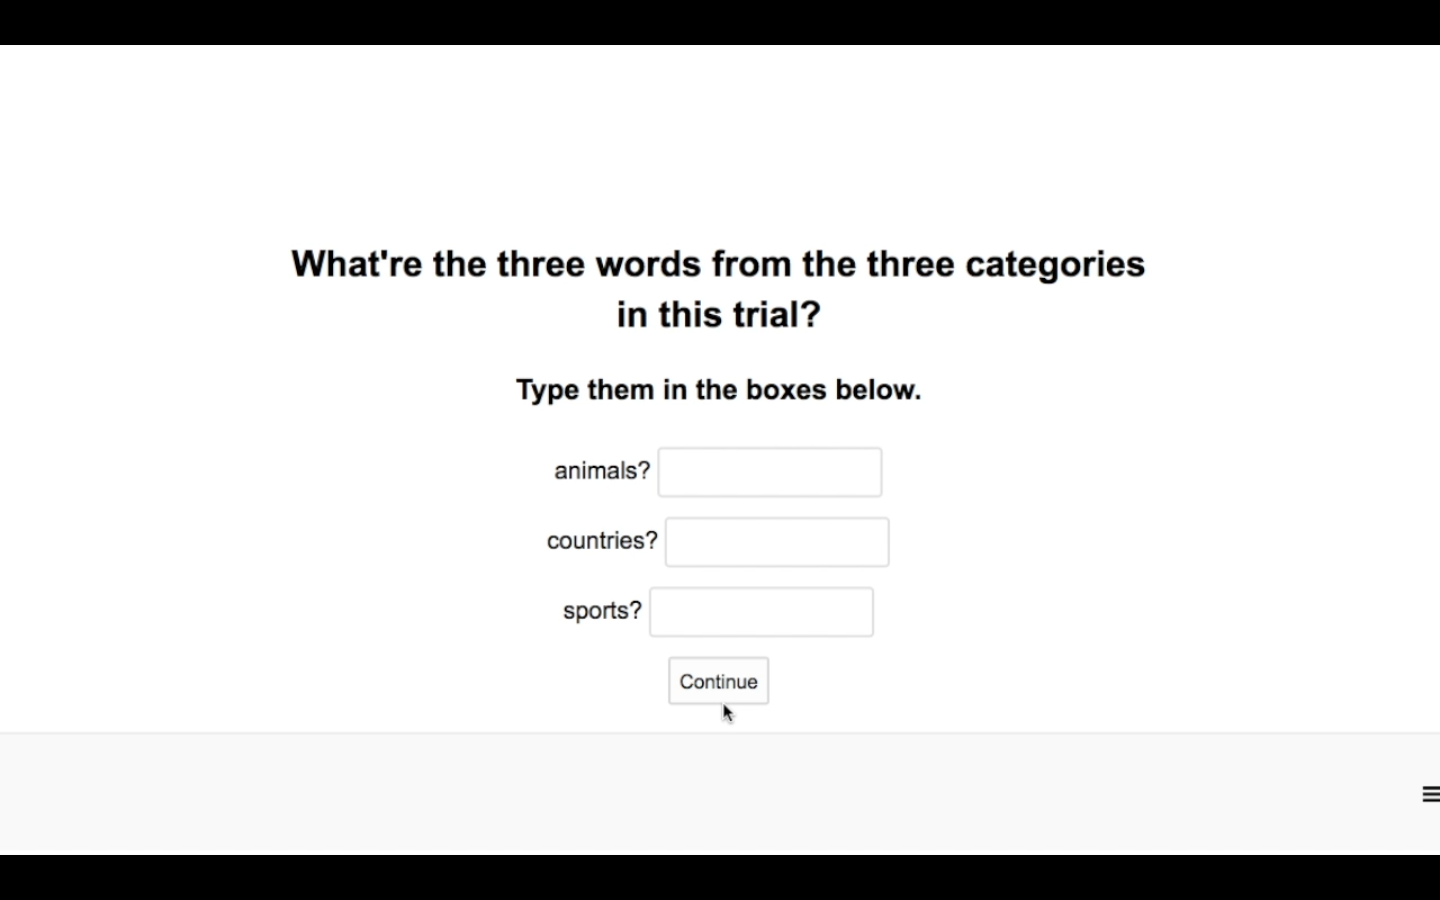 What're the three words from the three categories
in this trial?
Type them in the boxes below.
animals?
countries?
sports?
Continue